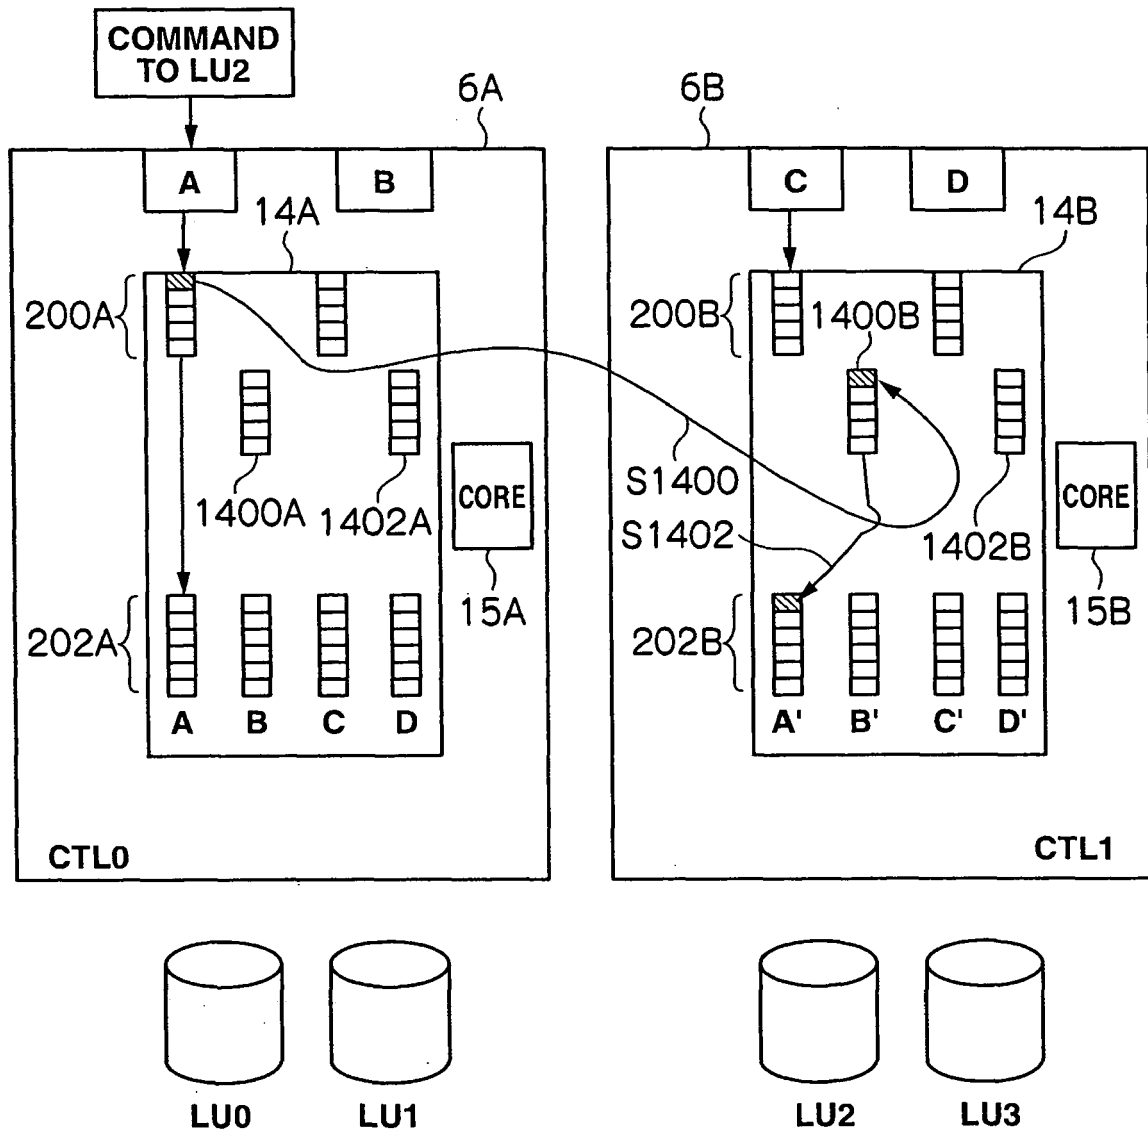 COMMAND
TO LU2
6A
6B
A
B
C
D
14A
14B
200A
200B
1400B
1400A
1402A
CORE
S1400
S1402
1402B
CORE
15A
15B
202A
202B
A
B
C
D
A'
B'
C'
D'
CTL0
CTL1
LU0
LU1
LU2
LU3